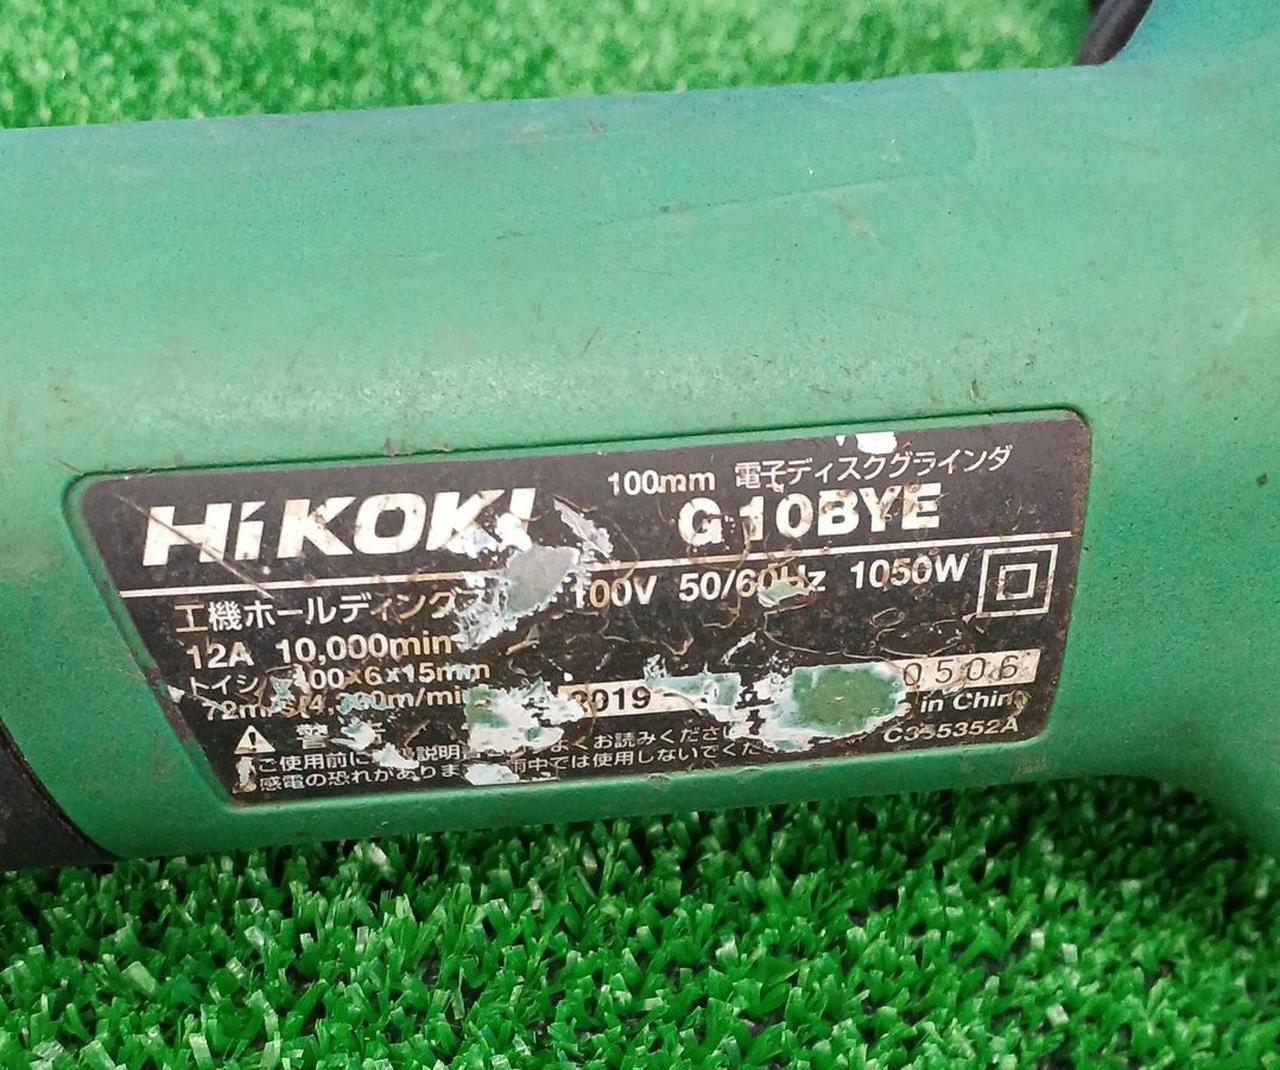 HiKOKI
100mm 電子ディスクグラインダ
G10BYE
工機ホールディングス 100V 50/60Hz 1050W
12A 10,000min
トイシ 100×6×15mm
72m/s(4,300m/min
2019 0506
in China
警
C355352A
ご使用前に 説明 よくお読みくださ
感電の恐れがありま 雨中では使用しないでくだ